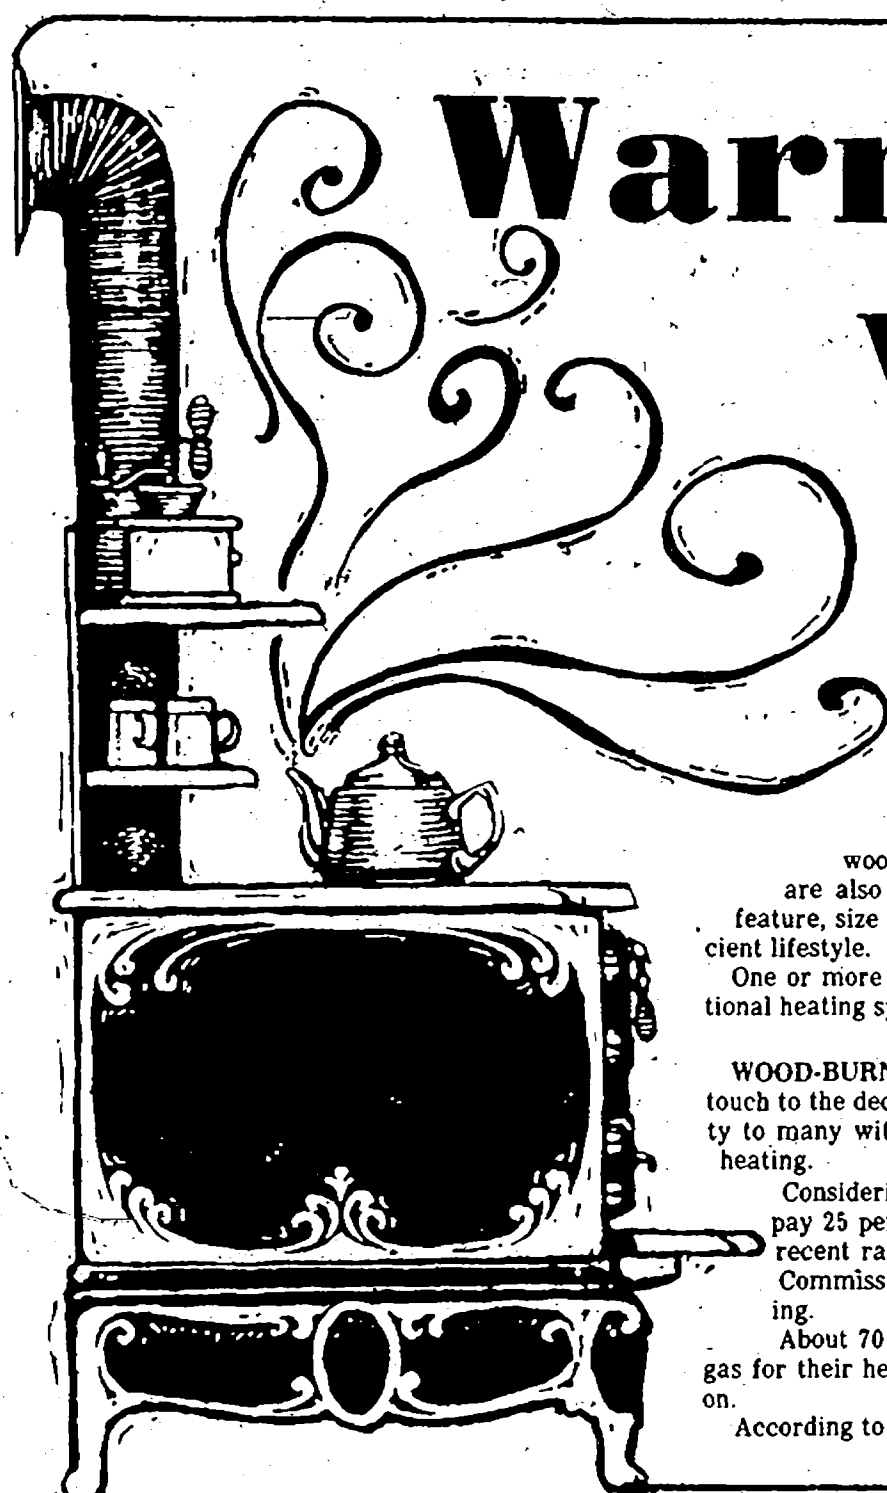 Warr
woo
are also
feature, size
cient lifestyle.
One or more
tional heating sy
WOOD-BURN
touch to the dec
ty to many wit
heating.
Consideri
pay 25 per
recent ra
Commiss
ing.
About 70
gas for their he
on.
According to